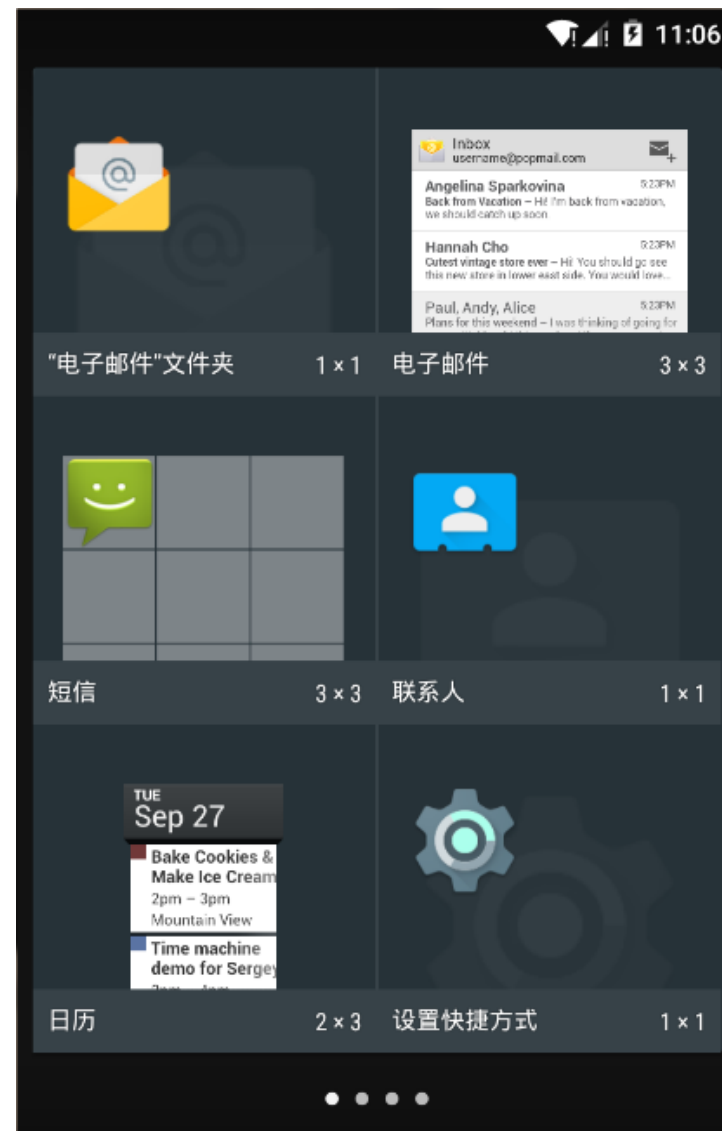 11:06
Inbox
username@popmail.com
Angelina Sparkovina 5:23PM
Back from Vacation – Hi! I'm back from vacation,
we should catch up soon
Hannah Cho 5:23PM
Cutest vintage store ever – Hi! You should go see
this new store in lower east side. You would love...
Paul, Andy, Alice 5:23PM
Plans for this weekend – I was thinking of going for
“电子邮件”文件夹 1 × 1
电子邮件 3 × 3
短信 3 × 3
联系人 1 × 1
TUE
Sep 27
Bake Cookies &
Make Ice Cream
2pm – 3pm
Mountain View
Time machine
demo for Sergey
日历 2 × 3
设置快捷方式 1 × 1